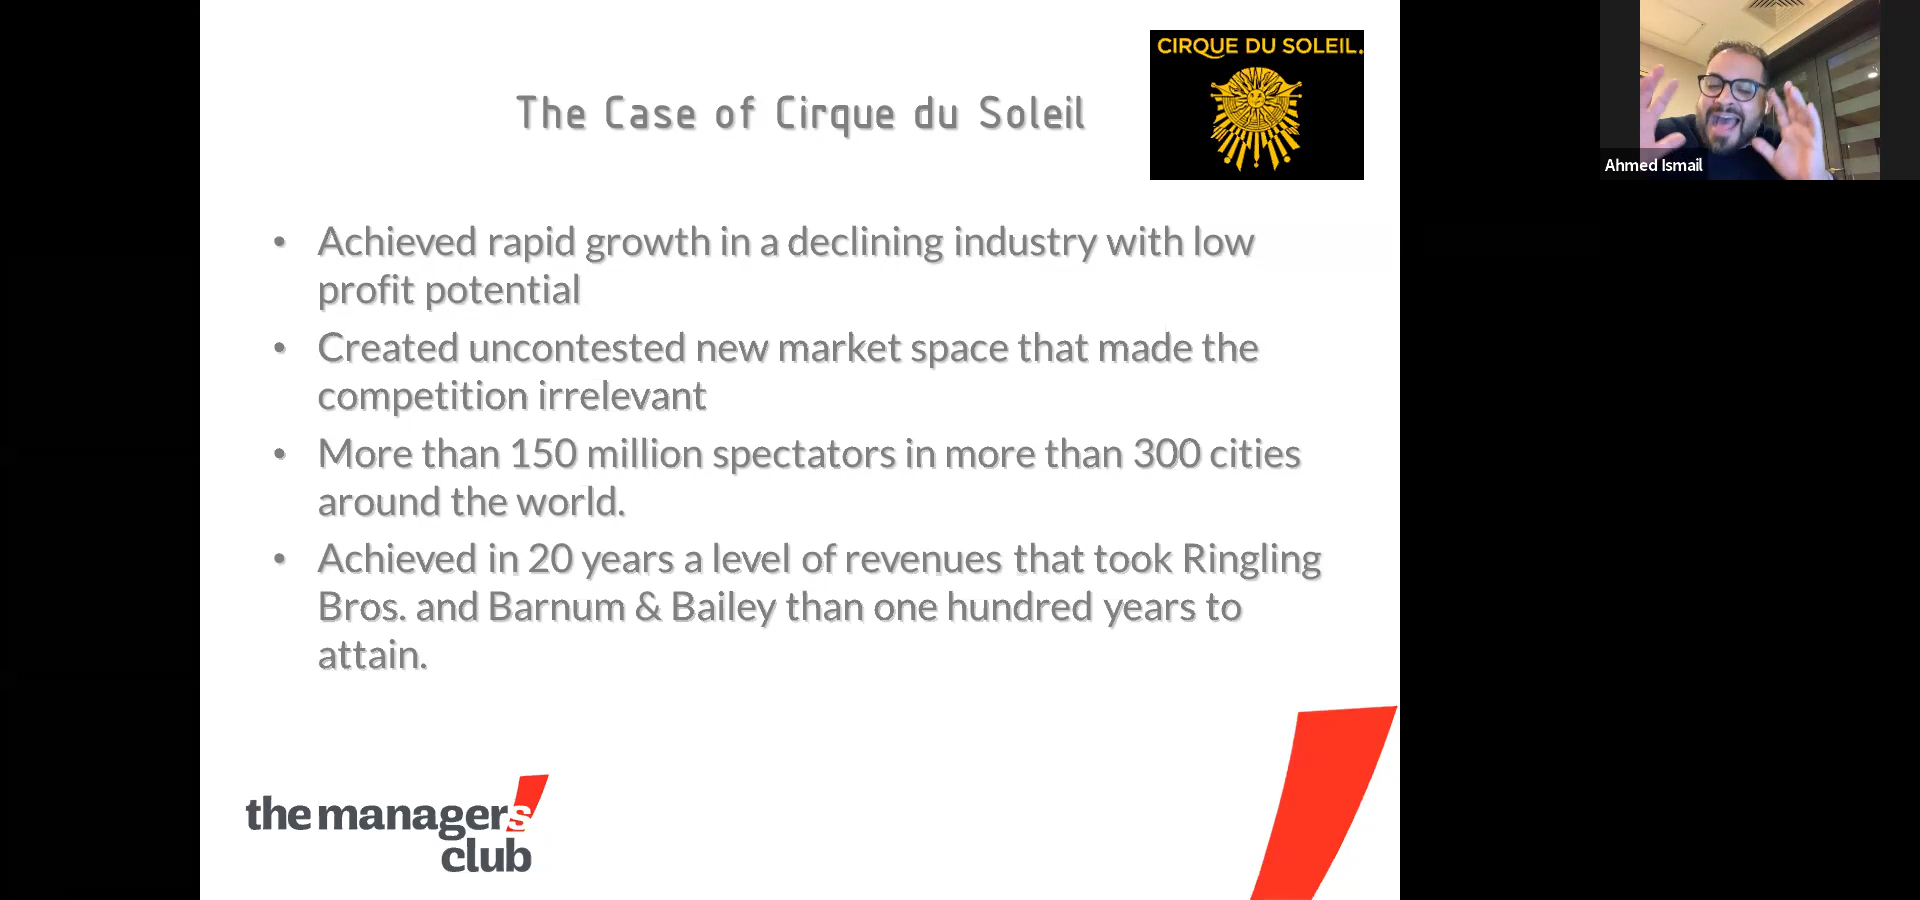 CIRQUE DU SOLEIL.
The Case of Cirque du Soleil
Ahmed Ismail
• Achieved rapid growth in a declining industry with low
profit potential
• Created uncontested new market space that made the
competition irrelevant
• More than 150 million spectators in more than 300 cities
around the world.
• Achieved in 20 years a level of revenues that took Ringling
Bros. and Barnum & Bailey than one hundred years to
attain.
the managers
club